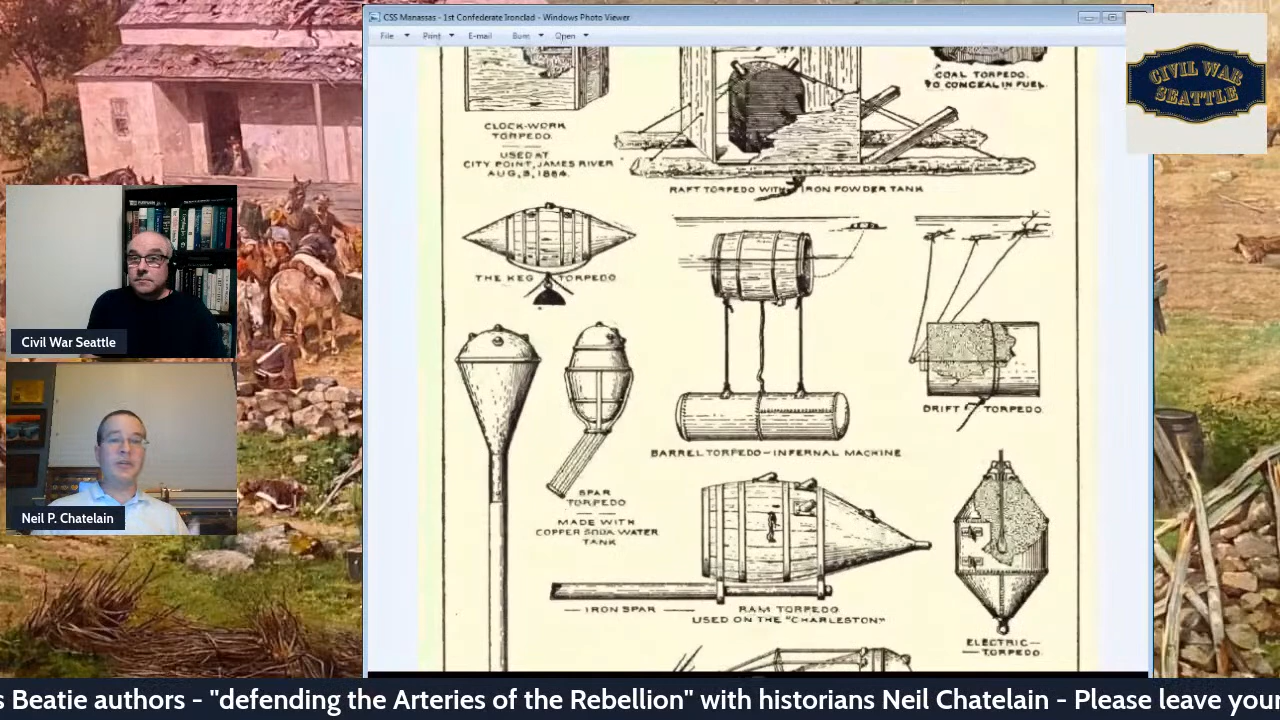 CSS Manassas - 1st Confederate Ironclad - Windows Photo Viewer
File Print E-mail Burn Open
CIVIL WAR
SEATTLE
COAL TORPEDO.
TO CONCEAL IN FUEL.
CLOCK-WORK
TORPEDO.
USED AT
CITY POINT, JAMES RIVER
AUG, 9, 1864.
RAFT TORPEDO WITH IRON POWDER TANK
THE KEG TORPEDO
DRIFT TORPEDO.
BARREL TORPEDO - INFERNAL MACHINE
SPAR
TORPEDO
MADE WITH
COPPER SODA WATER
TANK
IRON SPAR
RAM TORPEDO
USED ON THE "CHARLESTON"
ELECTRIC
TORPEDO.
Civil War Seattle
Neil P. Chatelain
s Beatie authors - "defending the Arteries of the Rebellion" with historians Neil Chatelain - Please leave your